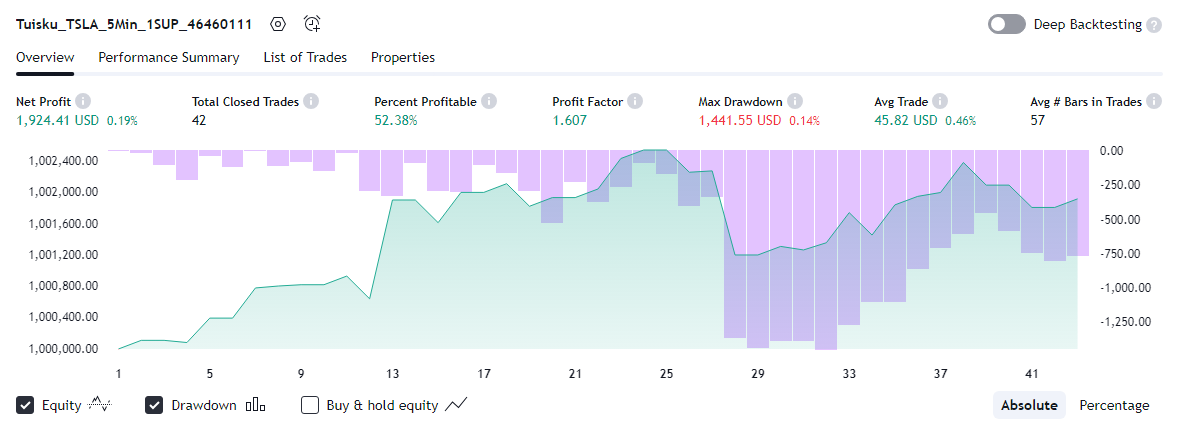 Tuisku_TSLA_5Min_1SUP_46460111
Deep Backtesting ?
Overview Performance Summary List of Trades Properties
Net Profit Total Closed Trades Percent Profitable Profit Factor Max Drawdown Avg Trade Avg # Bars in Trades
1,924.41 USD 0.19% 42 52.38% 1.607 1,441.55 USD 0.14% 45.82 USD 0.46% 57
1,002,400.00 0.00
1,002,000.00 -250.00
1,001,600.00 -500.00
1,001,200.00 -750.00
1,000,800.00 -1,000.00
1,000,400.00 -1,250.00
1,000,000.00
1 5 9 13 17 21 25 29 33 37 41
Equity Drawdown Buy & hold equity Absolute Percentage